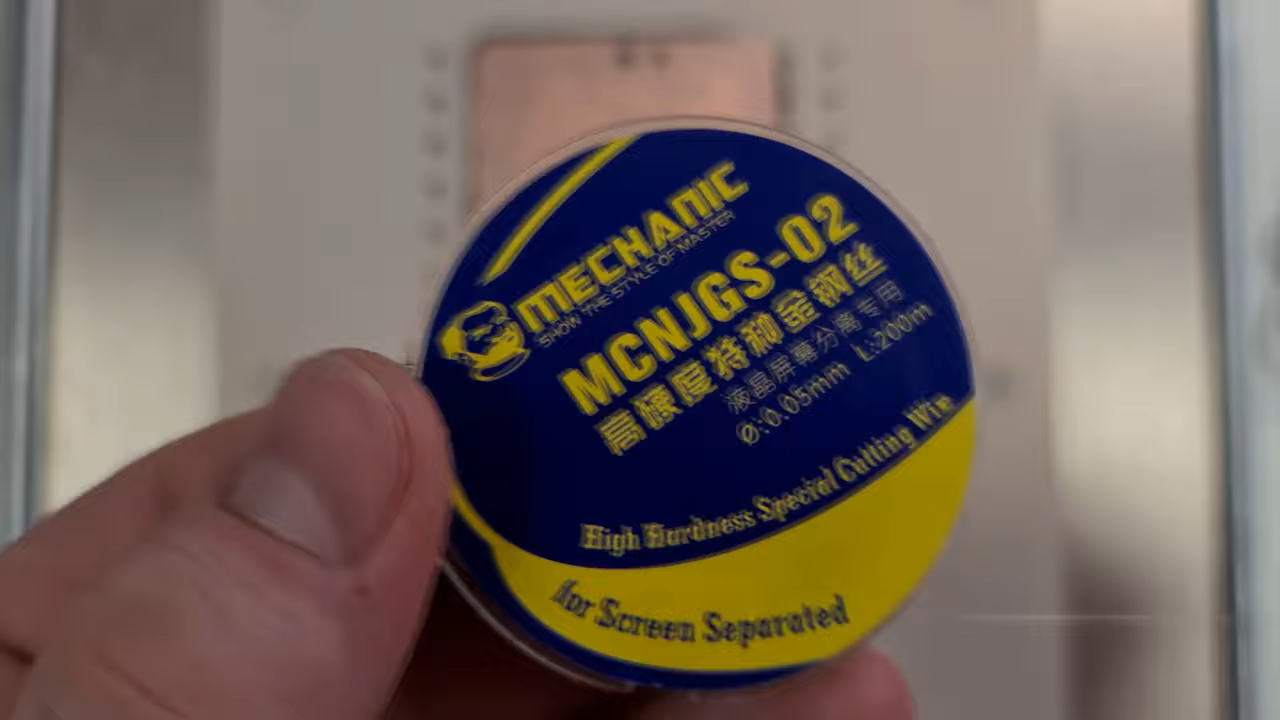 MECHANIC
SHOW THE STYLE OF MASTER
MCNJGS-02
高硬度特种金钢丝
液晶屏幕分离专用
Ø:0.05mm L:200m
High Hardness Special Cutting Wie
for Screen Separated